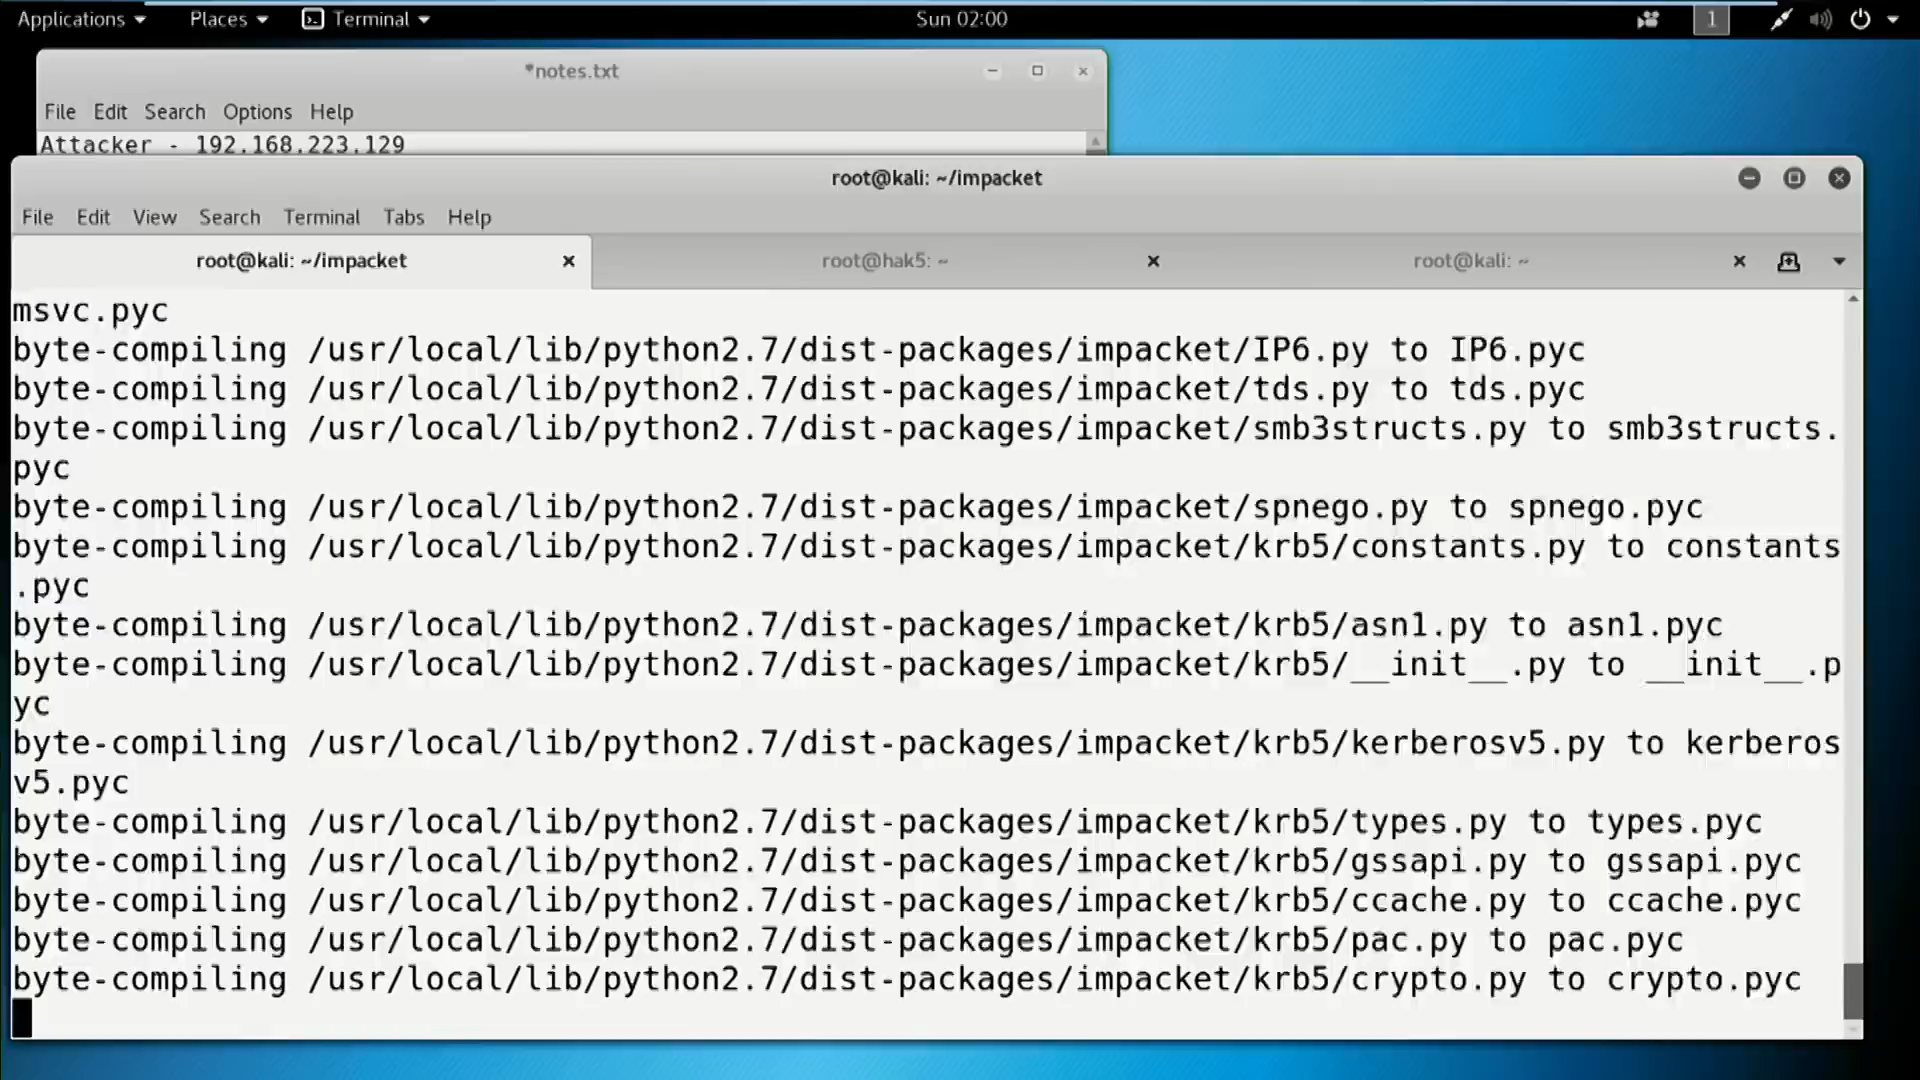 Applications Places Terminal Sun 02:00 1
*notes.txt
File Edit Search Options Help
Attacker - 192.168.223.129
root@kali: ~/impacket
File Edit View Search Terminal Tabs Help
root@kali: ~/impacket root@hak5: ~ root@kali: ~
msvc.pyc
byte-compiling /usr/local/lib/python2.7/dist-packages/impacket/IP6.py to IP6.pyc
byte-compiling /usr/local/lib/python2.7/dist-packages/impacket/tds.py to tds.pyc
byte-compiling /usr/local/lib/python2.7/dist-packages/impacket/smb3structs.py to smb3structs.
pyc
byte-compiling /usr/local/lib/python2.7/dist-packages/impacket/spnego.py to spnego.pyc
byte-compiling /usr/local/lib/python2.7/dist-packages/impacket/krb5/constants.py to constants
.pyc
byte-compiling /usr/local/lib/python2.7/dist-packages/impacket/krb5/asn1.py to asn1.pyc
byte-compiling /usr/local/lib/python2.7/dist-packages/impacket/krb5/__init__.py to __init__.p
yc
byte-compiling /usr/local/lib/python2.7/dist-packages/impacket/krb5/kerberosv5.py to kerberos
v5.pyc
byte-compiling /usr/local/lib/python2.7/dist-packages/impacket/krb5/types.py to types.pyc
byte-compiling /usr/local/lib/python2.7/dist-packages/impacket/krb5/gssapi.py to gssapi.pyc
byte-compiling /usr/local/lib/python2.7/dist-packages/impacket/krb5/ccache.py to ccache.pyc
byte-compiling /usr/local/lib/python2.7/dist-packages/impacket/krb5/pac.py to pac.pyc
byte-compiling /usr/local/lib/python2.7/dist-packages/impacket/krb5/crypto.py to crypto.pyc